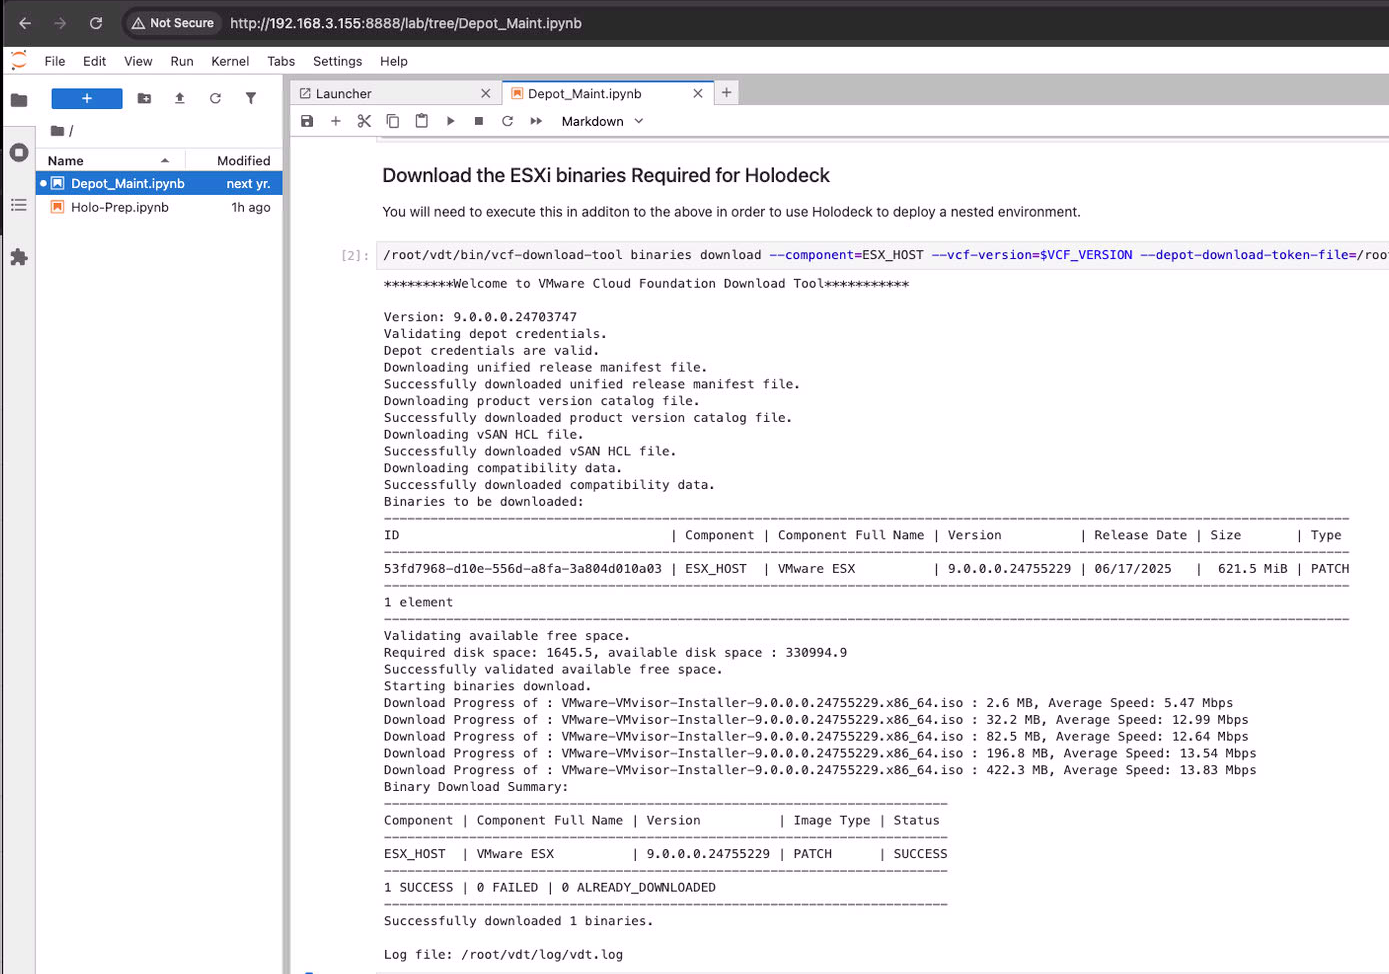 Not Secure http://192.168.3.155:8888/lab/tree/Depot_Maint.ipynb
File Edit View Run Kernel Tabs Settings Help
Launcher Depot_Maint.ipynb
Markdown
/
Name Modified
Depot_Maint.ipynb next yr.
Holo-Prep.ipynb 1h ago
Download the ESXi binaries Required for Holodeck
You will need to execute this in additon to the above in order to use Holodeck to deploy a nested environment.
[2]: /root/vdt/bin/vcf-download-tool binaries download --component=ESX_HOST --vcf-version=$VCF_VERSION --depot-download-token-file=/roo
*********Welcome to VMware Cloud Foundation Download Tool***********
Version: 9.0.0.0.24703747
Validating depot credentials.
Depot credentials are valid.
Downloading unified release manifest file.
Successfully downloaded unified release manifest file.
Downloading product version catalog file.
Successfully downloaded product version catalog file.
Downloading vSAN HCL file.
Successfully downloaded vSAN HCL file.
Downloading compatibility data.
Successfully downloaded compatibility data.
Binaries to be downloaded:
ID | Component | Component Full Name | Version | Release Date | Size | Type
53fd7968-d10e-556d-a8fa-3a804d010a03 | ESX_HOST | VMware ESX | 9.0.0.0.24755229 | 06/17/2025 | 621.5 MiB | PATCH
1 element
Validating available free space.
Required disk space: 1645.5, available disk space : 330994.9
Successfully validated available free space.
Starting binaries download.
Download Progress of : VMware-VMvisor-Installer-9.0.0.0.24755229.x86_64.iso : 2.6 MB, Average Speed: 5.47 Mbps
Download Progress of : VMware-VMvisor-Installer-9.0.0.0.24755229.x86_64.iso : 32.2 MB, Average Speed: 12.99 Mbps
Download Progress of : VMware-VMvisor-Installer-9.0.0.0.24755229.x86_64.iso : 82.5 MB, Average Speed: 12.64 Mbps
Download Progress of : VMware-VMvisor-Installer-9.0.0.0.24755229.x86_64.iso : 196.8 MB, Average Speed: 13.54 Mbps
Download Progress of : VMware-VMvisor-Installer-9.0.0.0.24755229.x86_64.iso : 422.3 MB, Average Speed: 13.83 Mbps
Binary Download Summary:
Component | Component Full Name | Version | Image Type | Status
ESX_HOST | VMware ESX | 9.0.0.0.24755229 | PATCH | SUCCESS
1 SUCCESS | 0 FAILED | 0 ALREADY_DOWNLOADED
Successfully downloaded 1 binaries.
Log file: /root/vdt/log/vdt.log